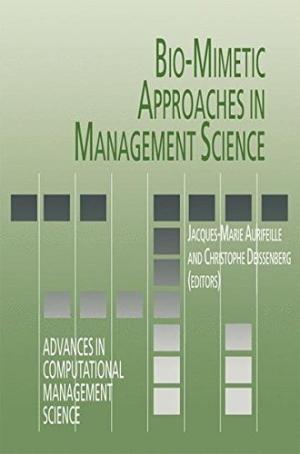 BIO-MIMETIC
APPROACHES IN
MANAGEMENT SCIENCE
JACQUES-MARIE AURIFEILLE
AND CHRISTOPHE DEISSENBERG
(EDITORS)
ADVANCES IN
COMPUTATIONAL
MANAGEMENT
SCIENCE